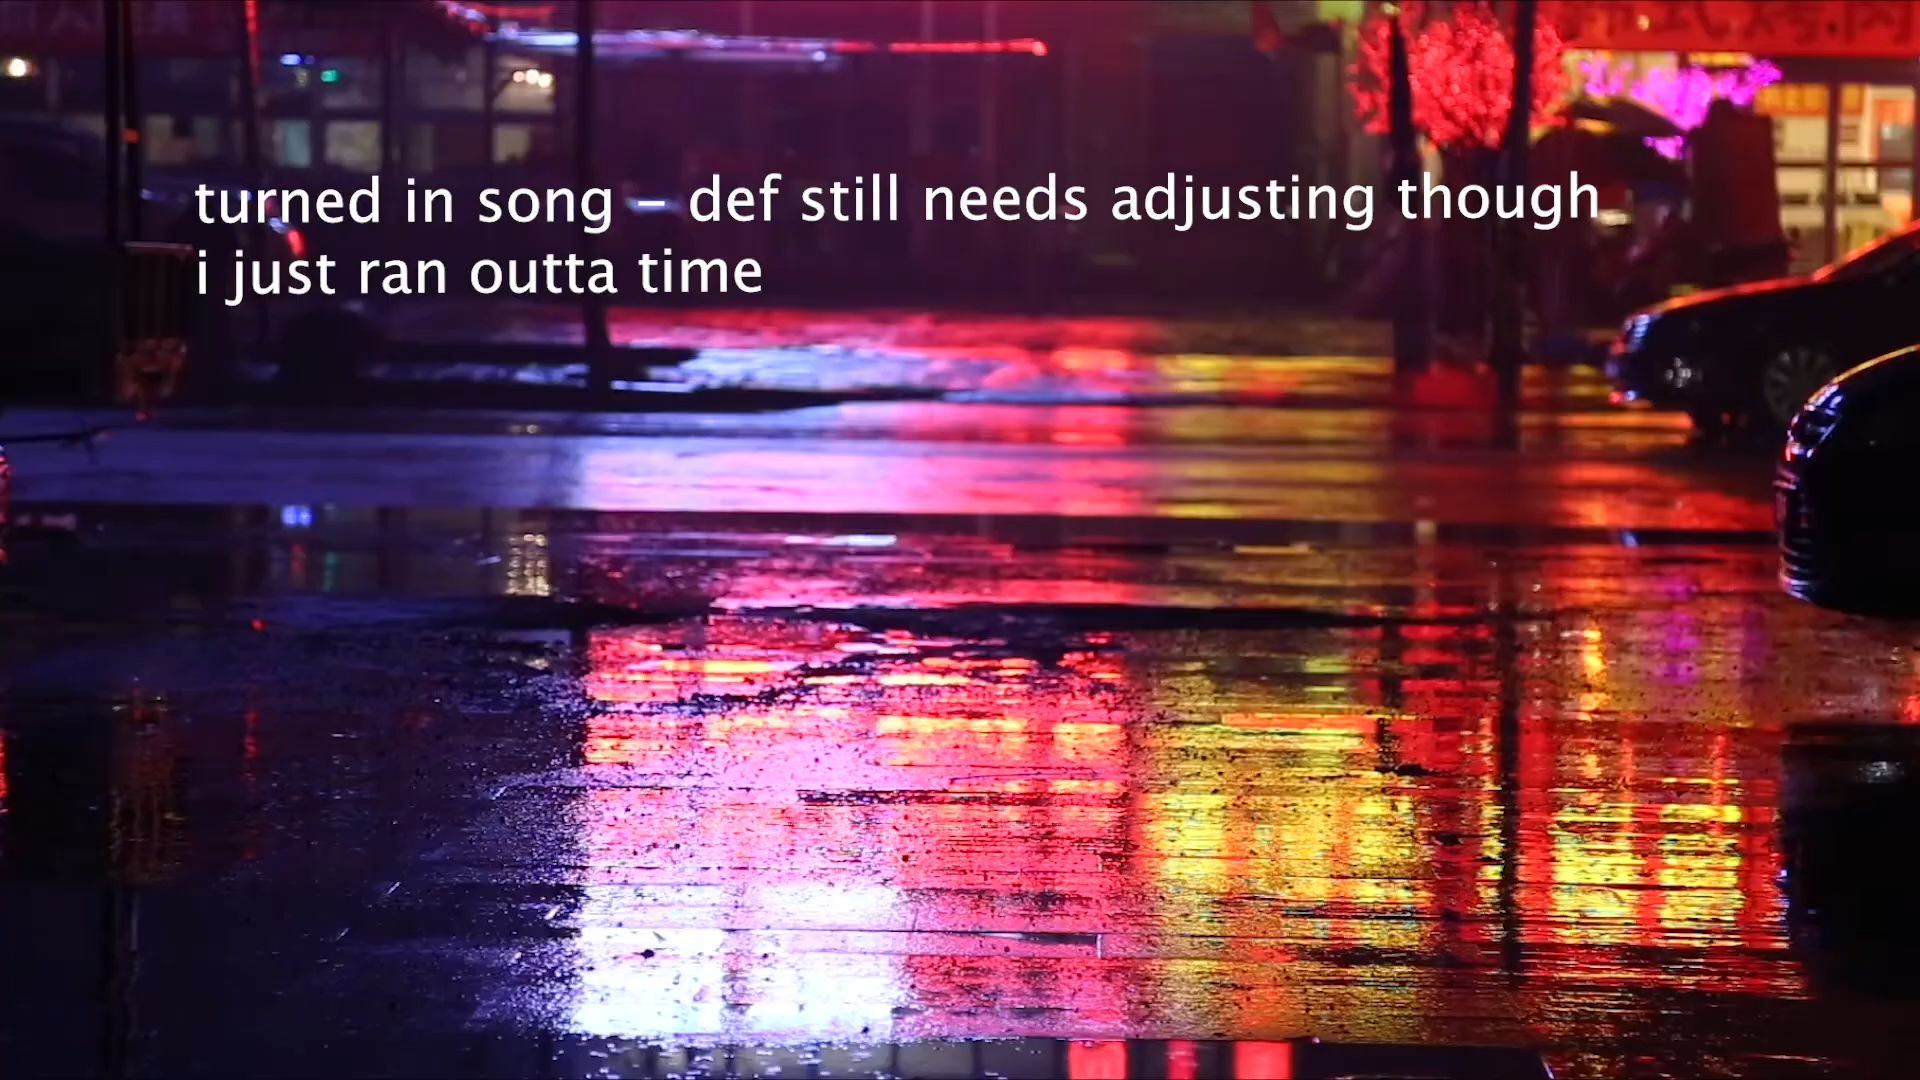 turned in song – def still needs adjusting though
i just ran outta time